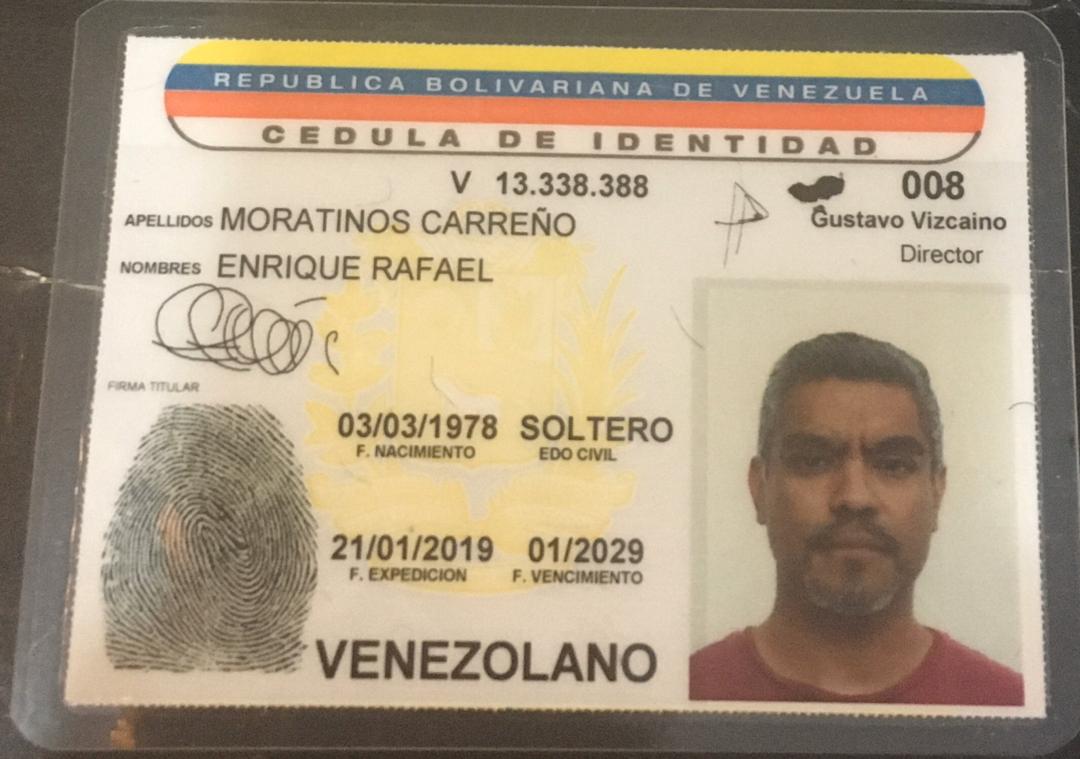 REPUBLICA BOLIVARIANA DE VENEZUELA
CEDULA DE IDENTIDAD
V 13.338.388
008
APELLIDOS MORATINOS CARREÑO
Gustavo Vizcaino
Director
NOMBRES ENRIQUE RAFAEL
FIRMA TITULAR
03/03/1978 SOLTERO
F. NACIMIENTO EDO CIVIL
21/01/2019 01/2029
F. EXPEDICION F. VENCIMIENTO
VENEZOLANO